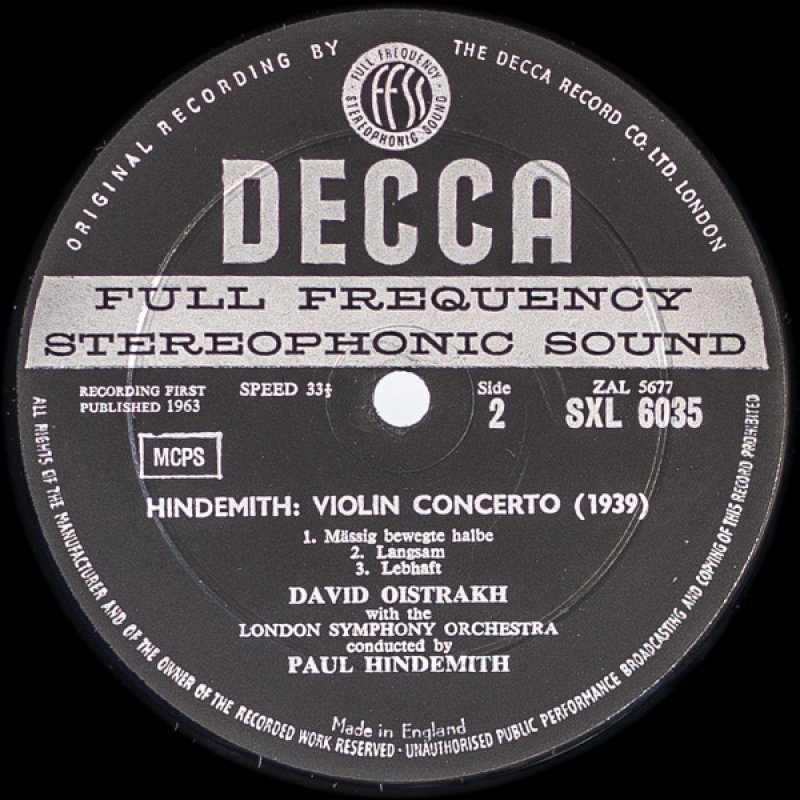 ORIGINAL RECORDING BY
THE DECCA RECORD CO. LTD. LONDON
· FULL FREQUENCY ·
STEREOPHONIC SOUND
FFSS
DECCA
FULL FREQUENCY
STEREOPHONIC SOUND
RECORDING FIRST
PUBLISHED 1963
SPEED 33⅓
Side
2
ZAL 5677
SXL 6035
MCPS
HINDEMITH: VIOLIN CONCERTO (1939)
1. Mässig bewegte halbe
2. Langsam
3. Lebhaft
DAVID OISTRAKH
with the
LONDON SYMPHONY ORCHESTRA
conducted by
PAUL HINDEMITH
Made in England
ALL RIGHTS OF THE MANUFACTURER AND OF THE OWNER OF THE RECORDED WORK RESERVED · UNAUTHORISED PUBLIC PERFORMANCE BROADCASTING AND COPYING OF THIS RECORD PROHIBITED